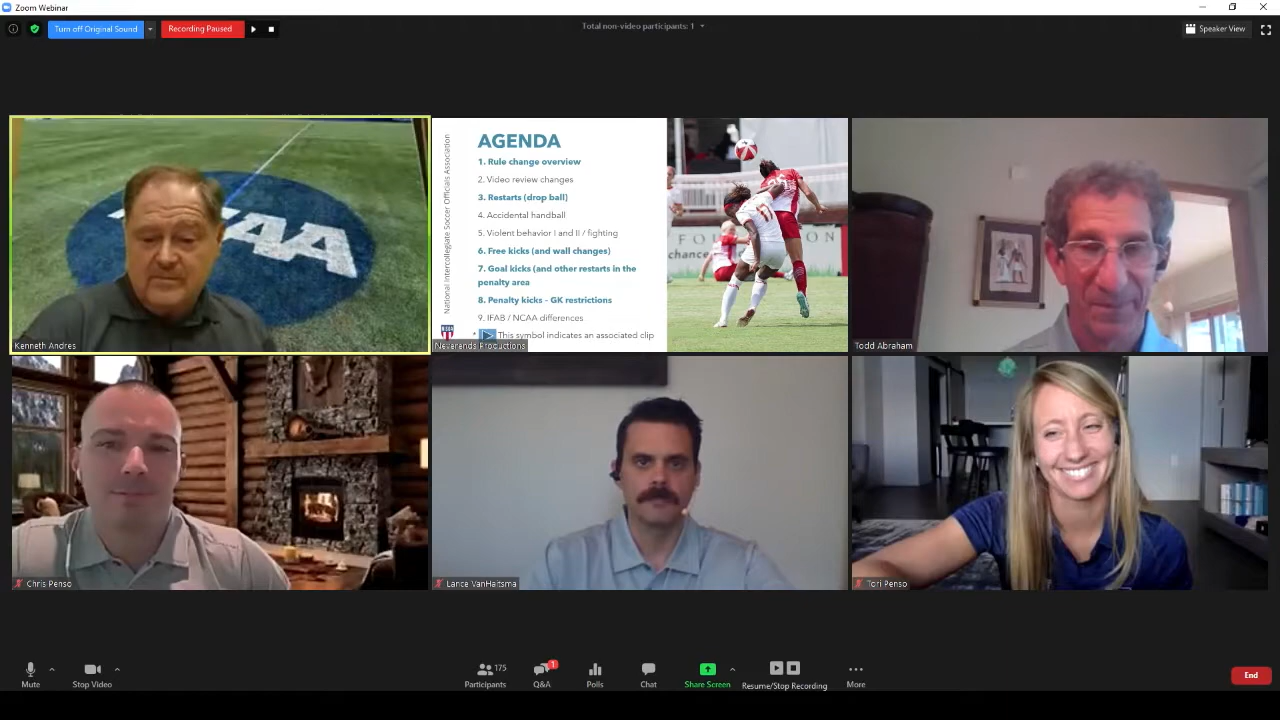 Zoom Webinar
Turn off Original Sound
Recording Paused
Total non-video participants: 1
Speaker View
AA
Kenneth Andres
National Intercollegiate Soccer Officials Association
AGENDA
1. Rule change overview
2. Video review changes
3. Restarts (drop ball)
4. Accidental handball
5. Violent behavior I and II / fighting
6. Free kicks (and wall changes)
7. Goal kicks (and other restarts in the
penalty area
8. Penalty kicks - GK restrictions
9. IFAB / NCAA differences
* This symbol indicates an associated clip
Neverends Productions
17
FOU
chance
Todd Abraham
Chris Penso
Lance VanHaitsma
Tori Penso
Mute
Stop Video
Participants
175
Q&A
1
Polls
Chat
Share Screen
Resume/Stop Recording
More
End